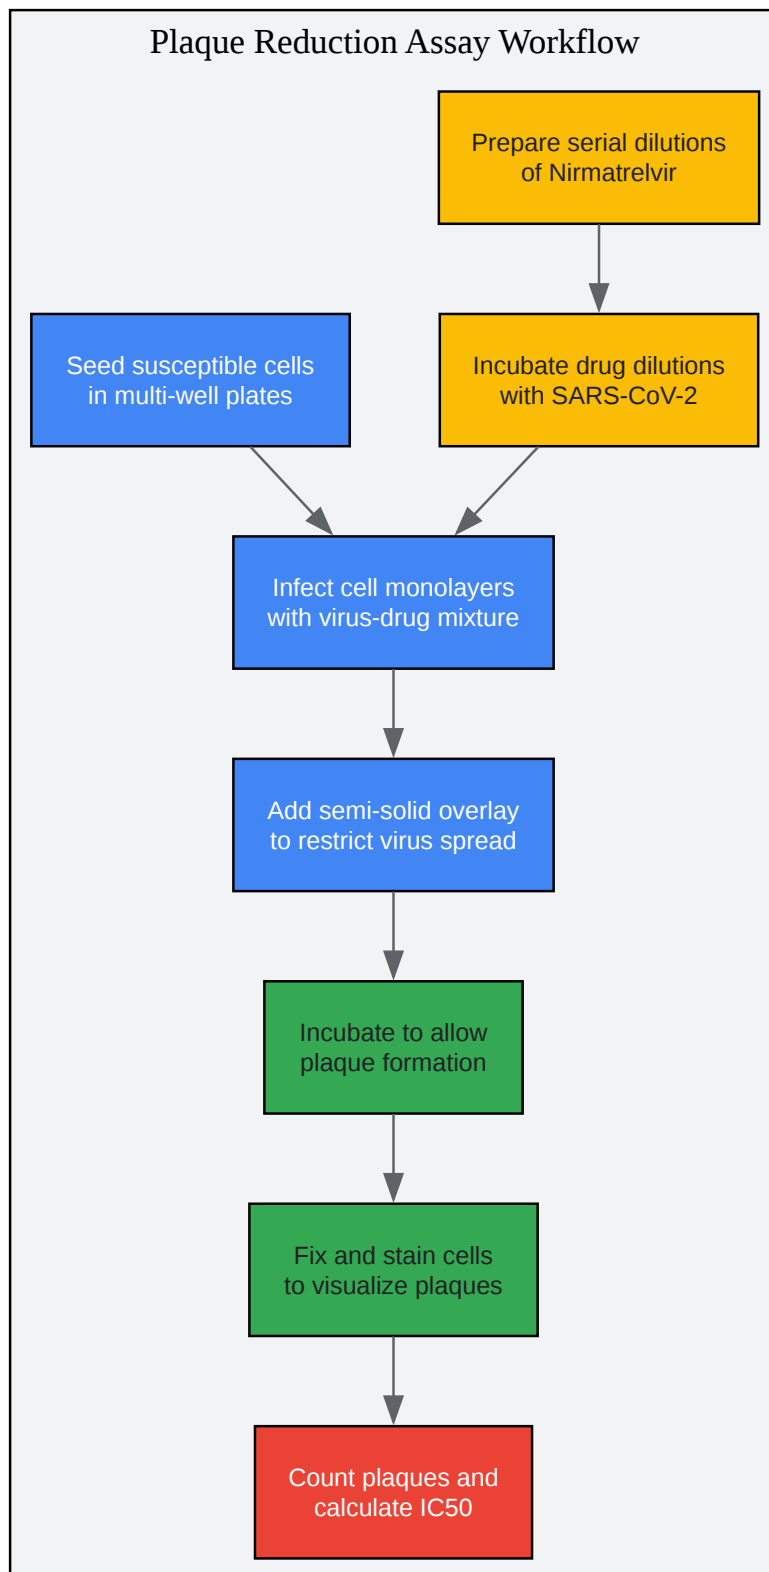 Plaque Reduction Assay Workflow
Prepare serial dilutions
of Nirmatrelvir
Seed susceptible cells
in multi-well plates
Incubate drug dilutions
with SARS-CoV-2
Infect cell monolayers
with virus-drug mixture
Add semi-solid overlay
to restrict virus spread
Incubate to allow
plaque formation
Fix and stain cells
to visualize plaques
Count plaques and
calculate IC50